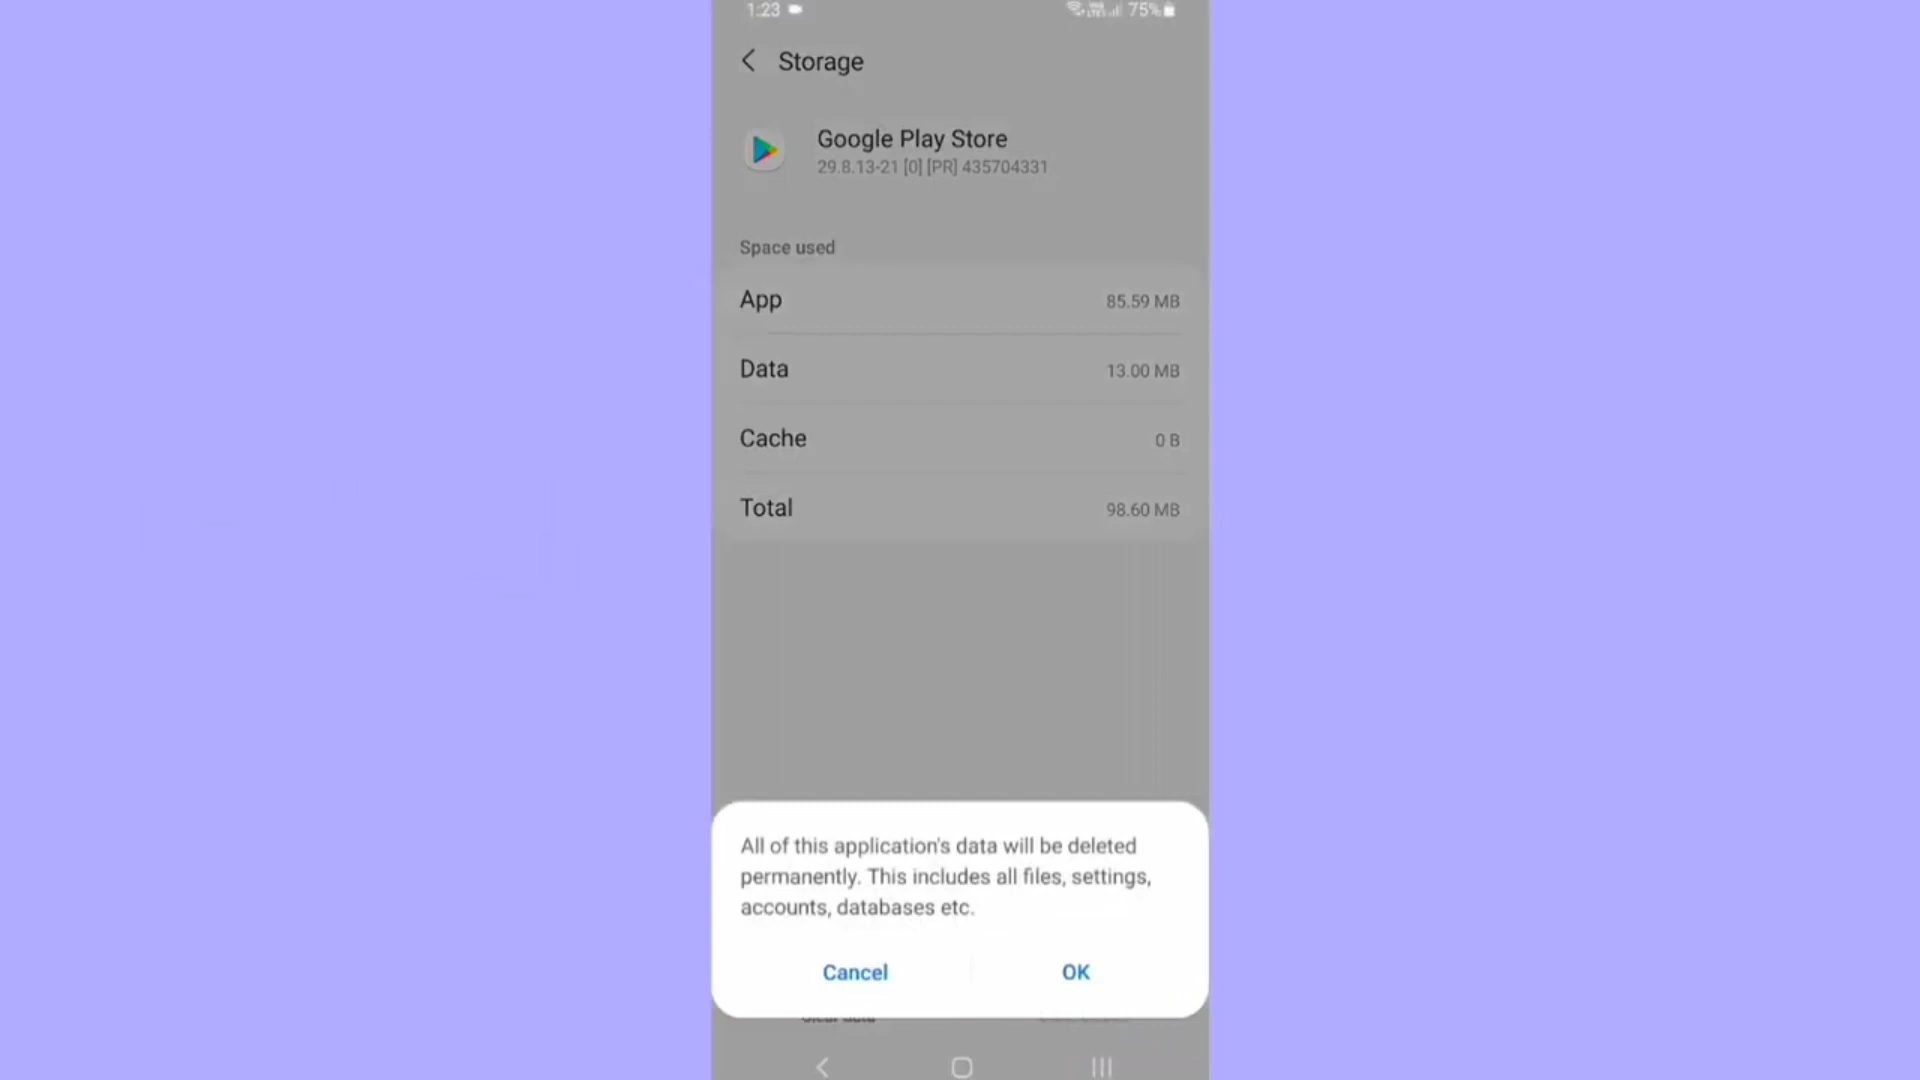 1:23
75%
Storage
Google Play Store
29.8.13-21 [0] [PR] 435704331
Space used
App
85.59 MB
Data
13.00 MB
Cache
0 B
Total
98.60 MB
All of this application's data will be deleted
permanently. This includes all files, settings,
accounts, databases etc.
Cancel
OK
Clear data